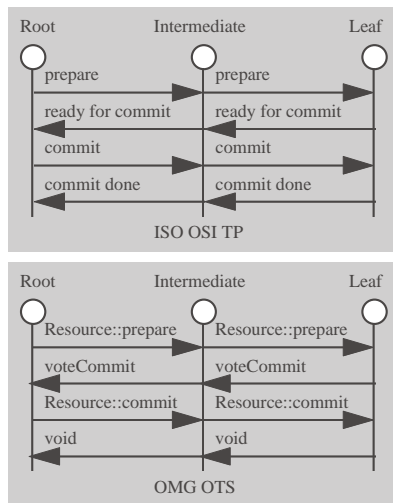 Root Intermediate Leaf
prepare prepare
ready for commit ready for commit
commit commit
commit done commit done
ISO OSI TP
Root Intermediate Leaf
Resource::prepare Resource::prepare
voteCommit voteCommit
Resource::commit Resource::commit
void void
OMG OTS